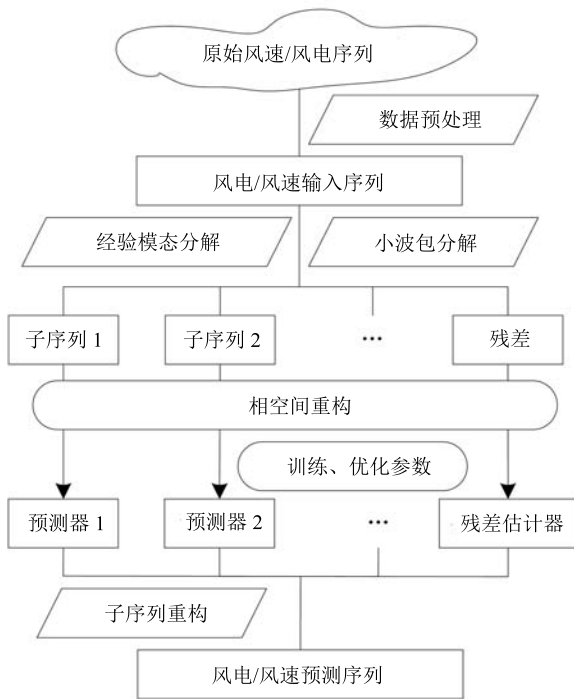 原始风速/风电序列
数据预处理
风电/风速输入序列
经验模态分解
小波包分解
子序列 1
子序列 2
...
残差
相空间重构
训练、优化参数
预测器 1
预测器 2
...
残差估计器
子序列重构
风电/风速预测序列